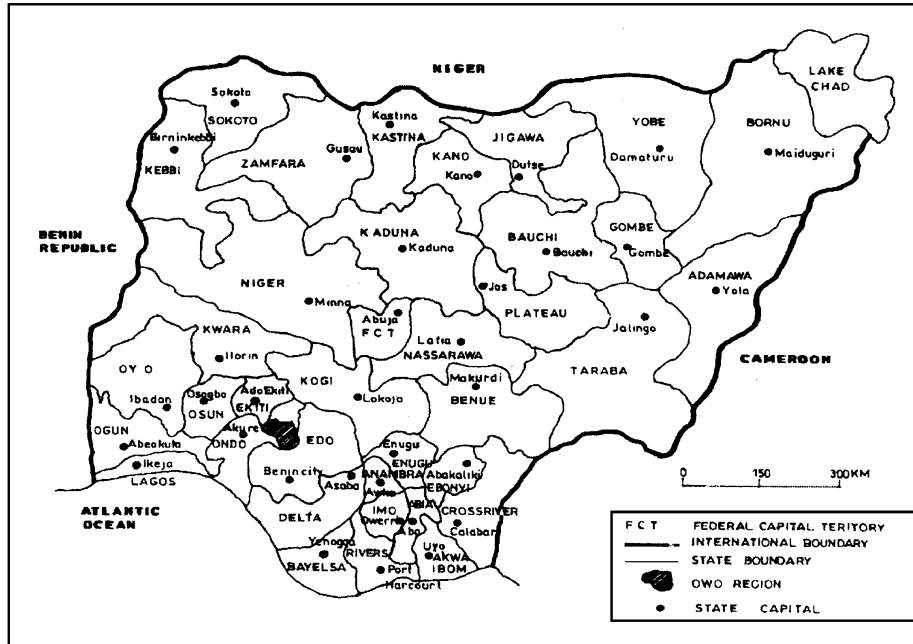 NIGER
LAKE
CHAD
Sokoto
SOKOTO
Kastina
KASTINA
JIGAWA
YOBE
BORNU
Birninkebbi
KEBBI
ZAMFARA
Gusau
KANO
Kano
Dutse
Damaturu
Maiduguri
BENIN
REPUBLIC
KADUNA
Kaduna
BAUCHI
Bauchi
GOMBE
Gombe
ADAMAWA
Yola
NIGER
Minna
Jos
PLATEAU
Jalingo
Abuja
FCT
KWARA
Ilorin
Lafia
NASSARAWA
TARABA
CAMEROON
OYO
Ibadan
Osogbo
OSUN
Ado Ekiti
EKITI
KOGI
Lokoja
Makurdi
BENUE
OGUN
Abeokuta
Akure
ONDO
EDO
Ikeja
LAGOS
Benin city
Asaba
Enugu
ENUGU
ANAMBRA
Awka
Abakaliki
EBONYI
ATLANTIC
OCEAN
DELTA
IMO
Owerri
ABIA
Aba
CROSSRIVER
Calabar
Yenogga
BAYELSA
RIVERS
Port
Harcourt
Uyo
AKWA
IBOM
0 150 300 KM
FCT FEDERAL CAPITAL TERITORY
INTERNATIONAL BOUNDARY
STATE BOUNDARY
OWO REGION
STATE CAPITAL